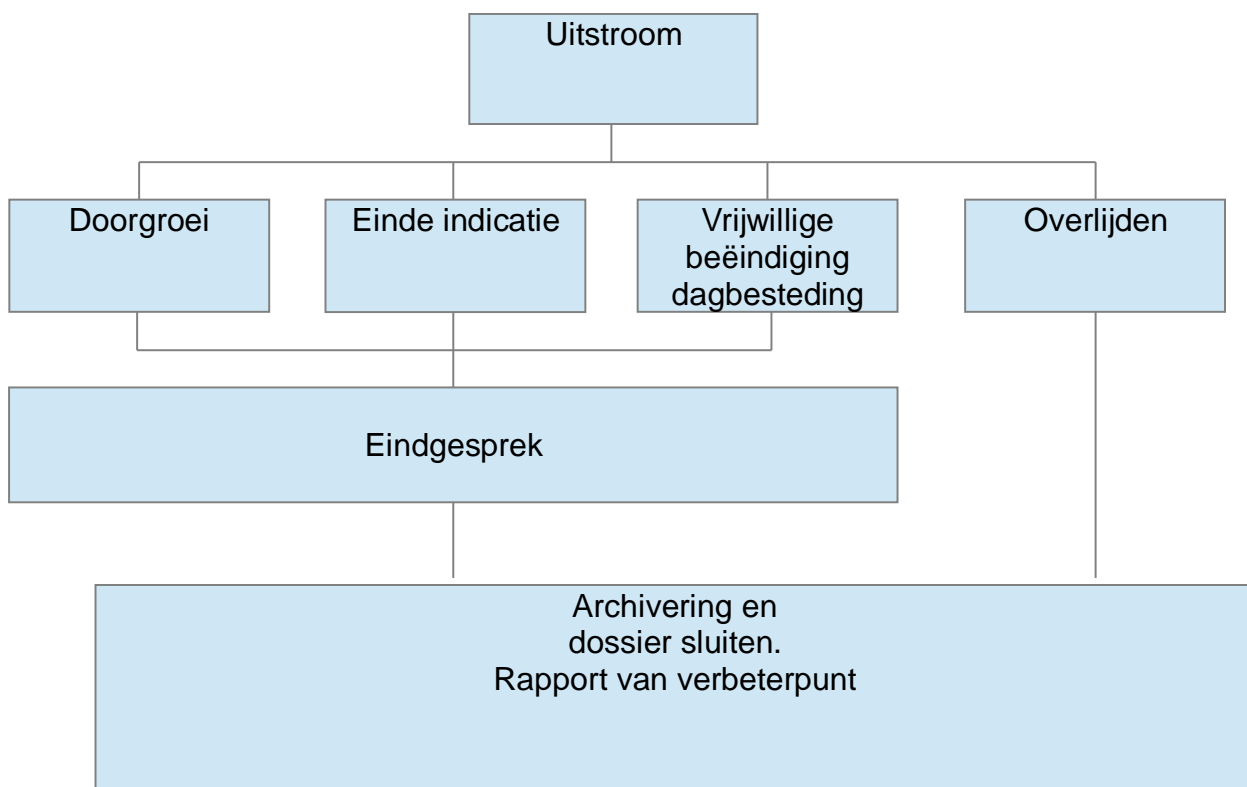 Uitstroom
Doorgroei
Einde indicatie
Vrijwillige
beëindiging
dagbesteding
Overlijden
Eindgesprek
Archivering en
dossier sluiten.
Rapport van verbeterpunt